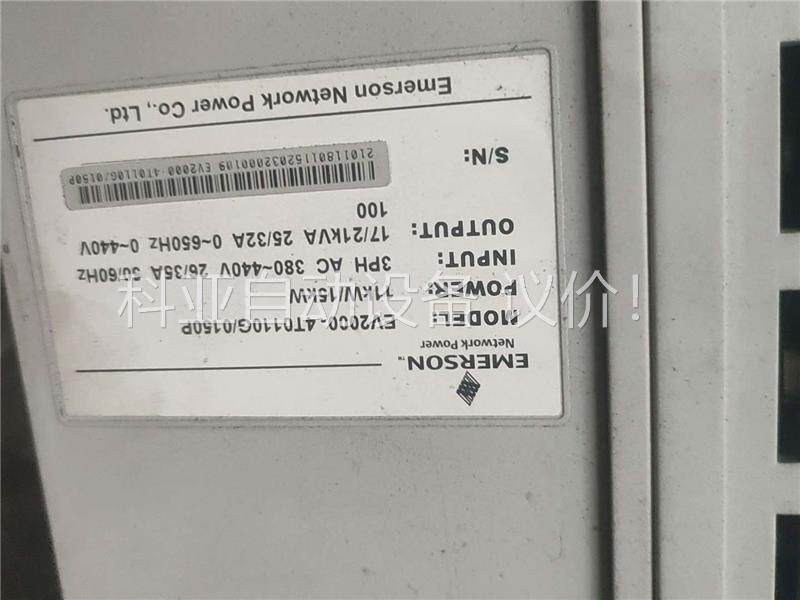 EMERSON™
Network Power
MODEL: EV2000-4T0110G/0150P
POWER: 11kW/15kW
INPUT: 3PH AC 380~440V 26/35A 50/60Hz
OUTPUT: 17/21kVA 25/32A 0~650Hz 0~440V
100
S/N:
Emerson Network Power Co., Ltd.
科亚自动设备 议价!